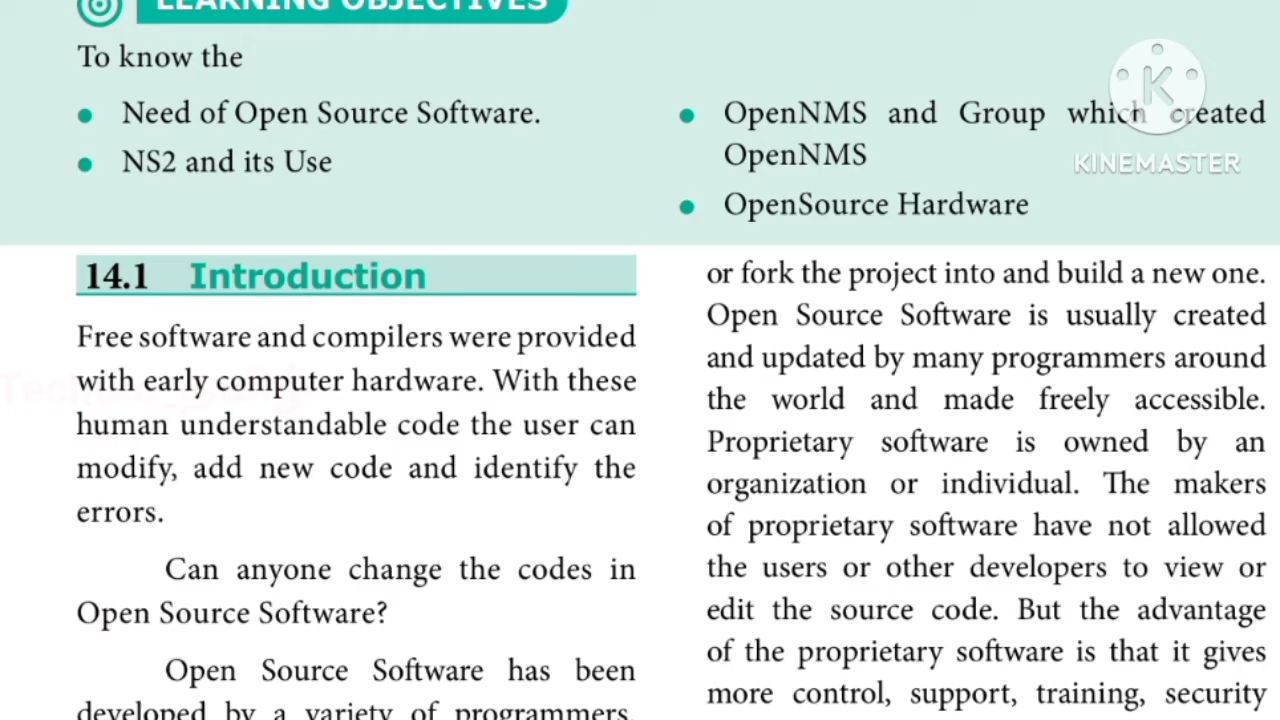 LEARNING OBJECTIVES
To know the
Need of Open Source Software.
NS2 and its Use
OpenNMS and Group which created
OpenNMS
OpenSource Hardware
KINEMASTER
14.1 Introduction
Free software and compilers were provided
with early computer hardware. With these
human understandable code the user can
modify, add new code and identify the
errors.
Can anyone change the codes in
Open Source Software?
Open Source Software has been
developed by a variety of programmers.
or fork the project into and build a new one.
Open Source Software is usually created
and updated by many programmers around
the world and made freely accessible.
Proprietary software is owned by an
organization or individual. The makers
of proprietary software have not allowed
the users or other developers to view or
edit the source code. But the advantage
of the proprietary software is that it gives
more control, support, training, security